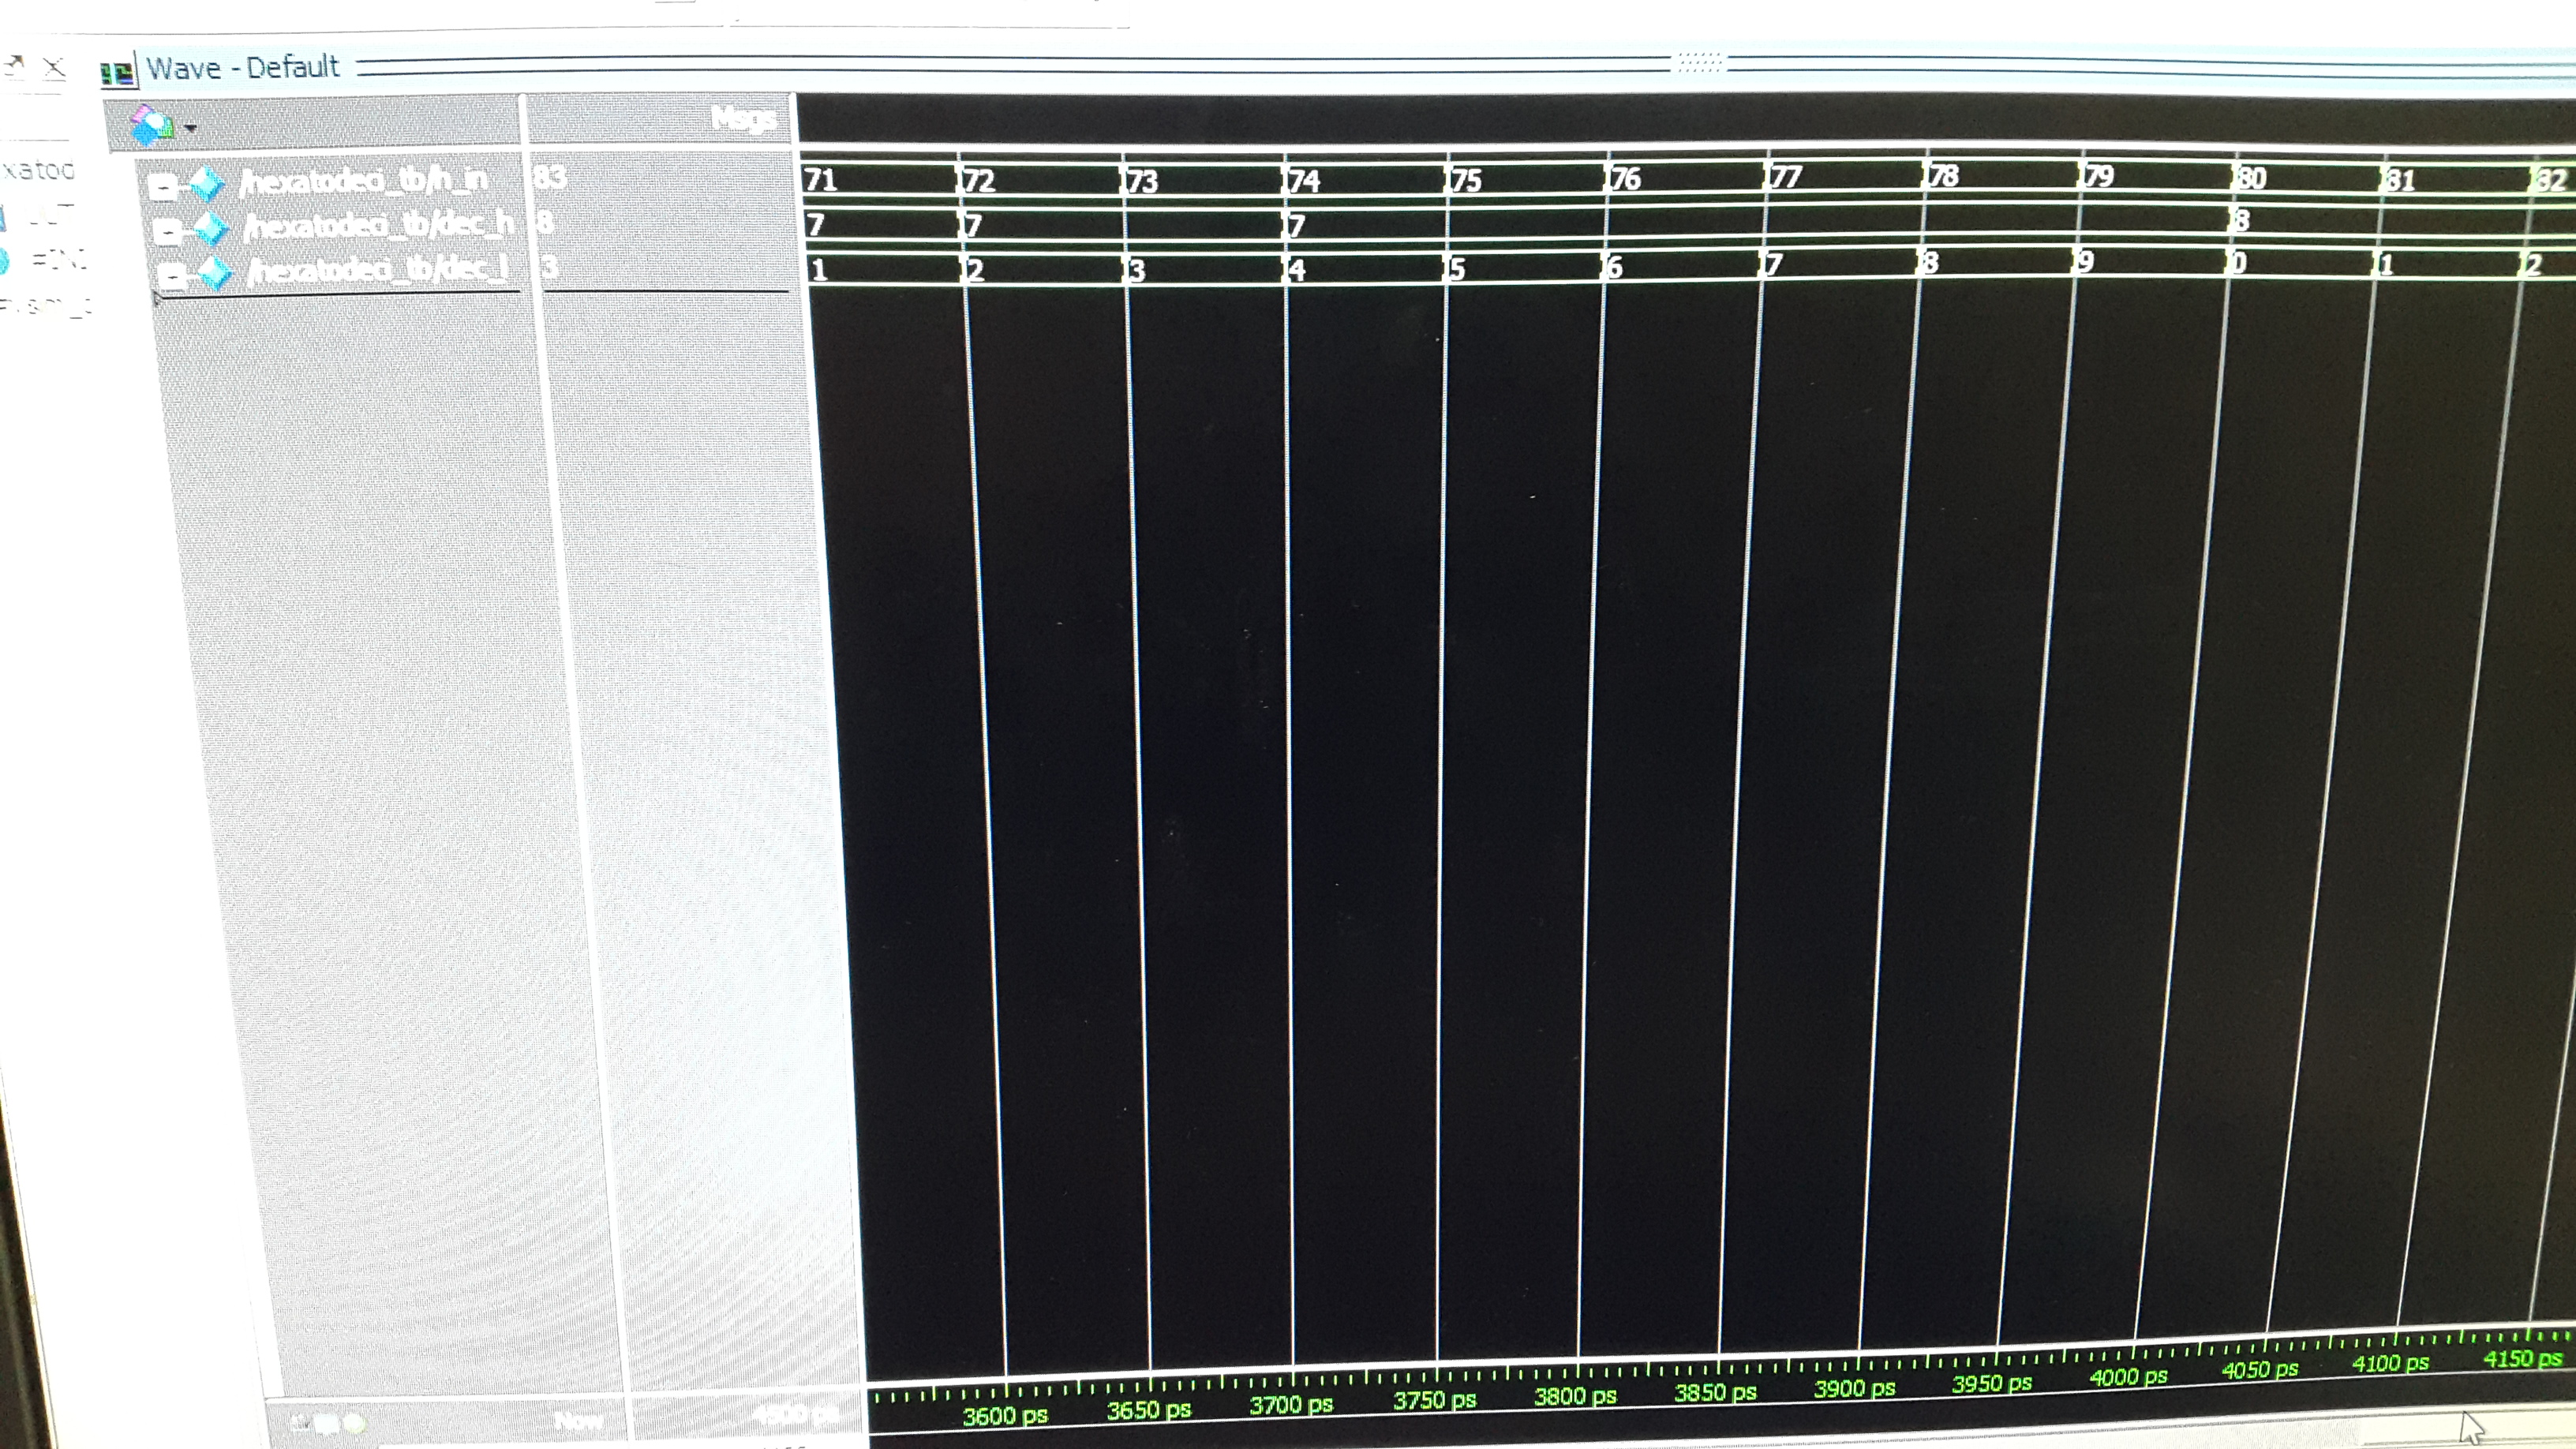 Wave - Default
Msgs
xatod
/hexatodeci_tb/h_in 83 71 72 73 74 75 76 77 78 79 80 81 82
/hexatodeci_tb/dec_h 8 7 7 7 8
/hexatodeci_tb/dec_l 3 1 2 3 4 5 6 7 8 9 0 1 2
Now
3600 ps 3650 ps 3700 ps 3750 ps 3800 ps 3850 ps 3900 ps 3950 ps 4000 ps 4050 ps 4100 ps 4150 ps